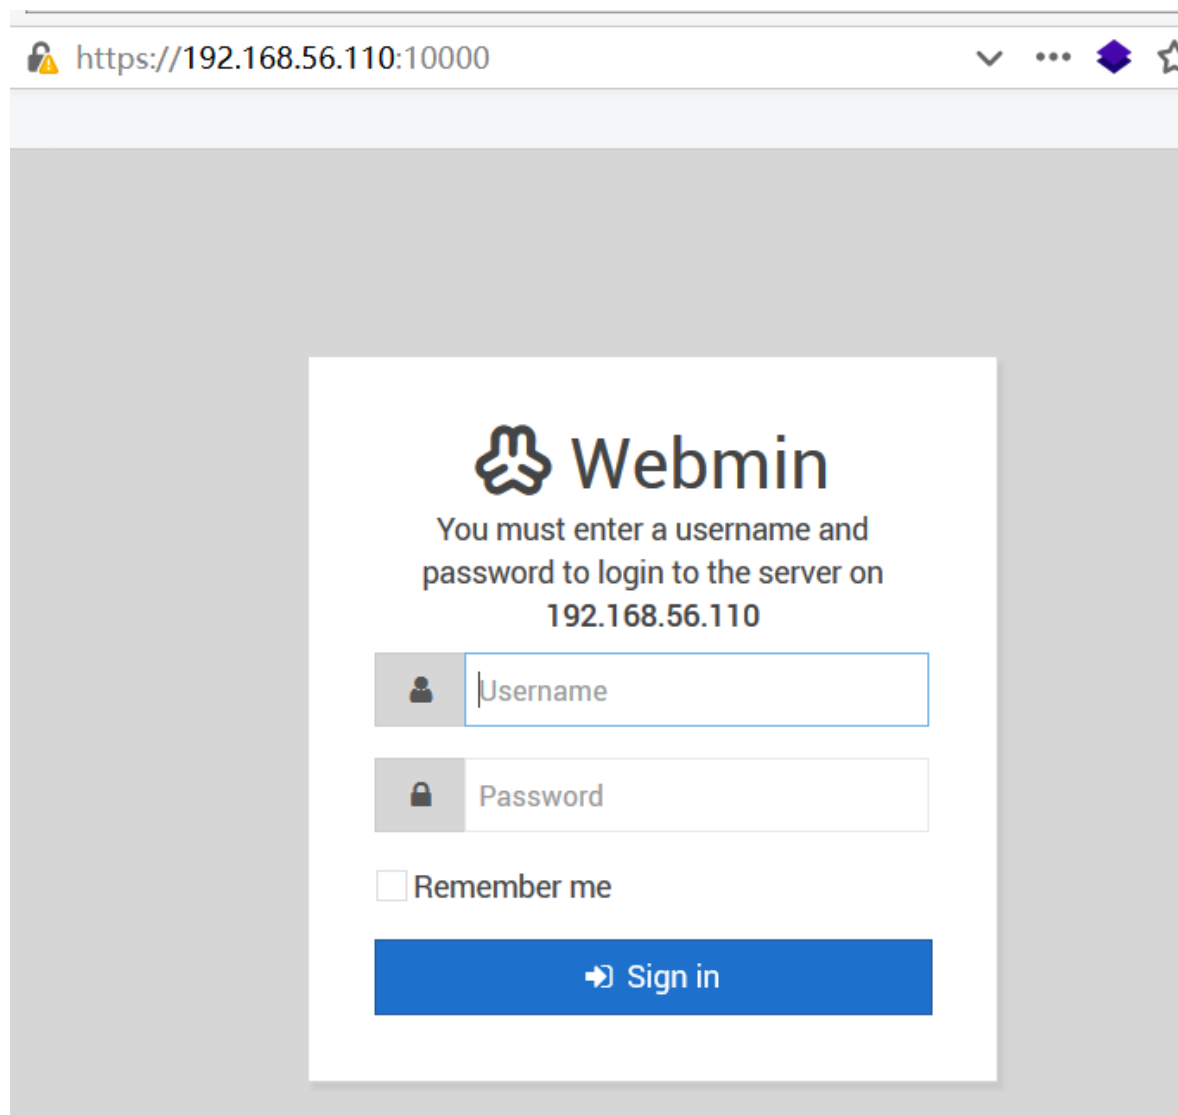 https://192.168.56.110:10000
Webmin
You must enter a username and
password to login to the server on
192.168.56.110
Username
Password
Remember me
Sign in